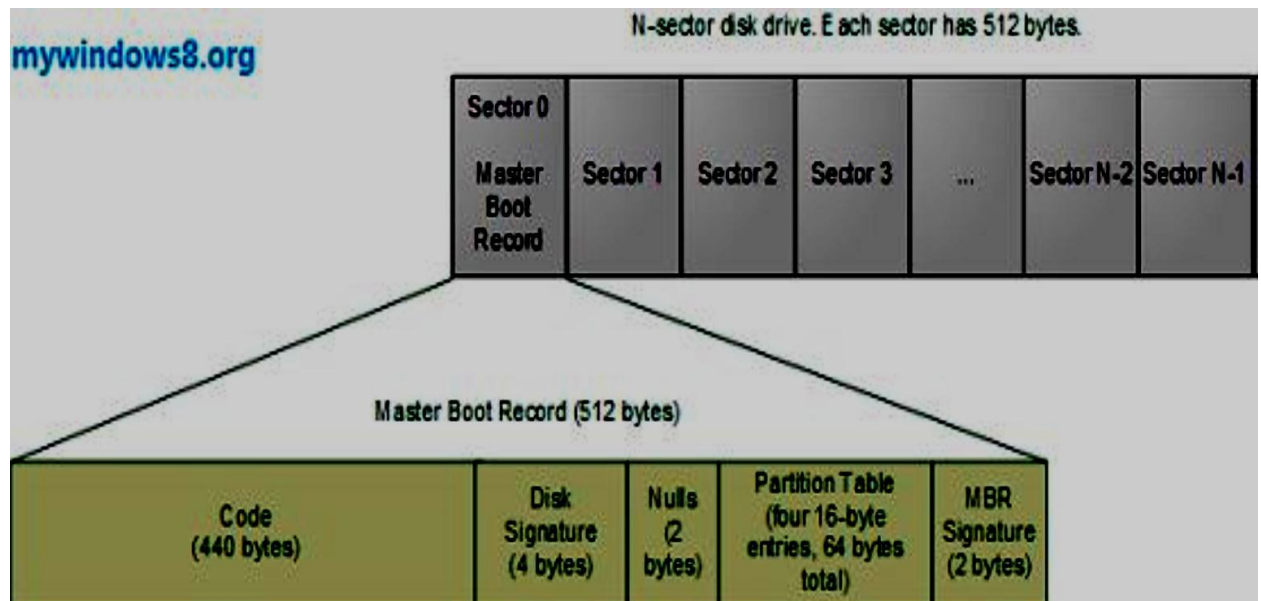 N-sector disk drive. Each sector has 512 bytes.
mywindows8.org
Sector 0
Master
Boot
Record
Sector 1
Sector 2
Sector 3
...
Sector N-2
Sector N-1
Master Boot Record (512 bytes)
Code
(440 bytes)
Disk
Signature
(4 bytes)
Nulls
(2
bytes)
Partition Table
(four 16-byte
entries, 64 bytes
total)
MBR
Signature
(2 bytes)